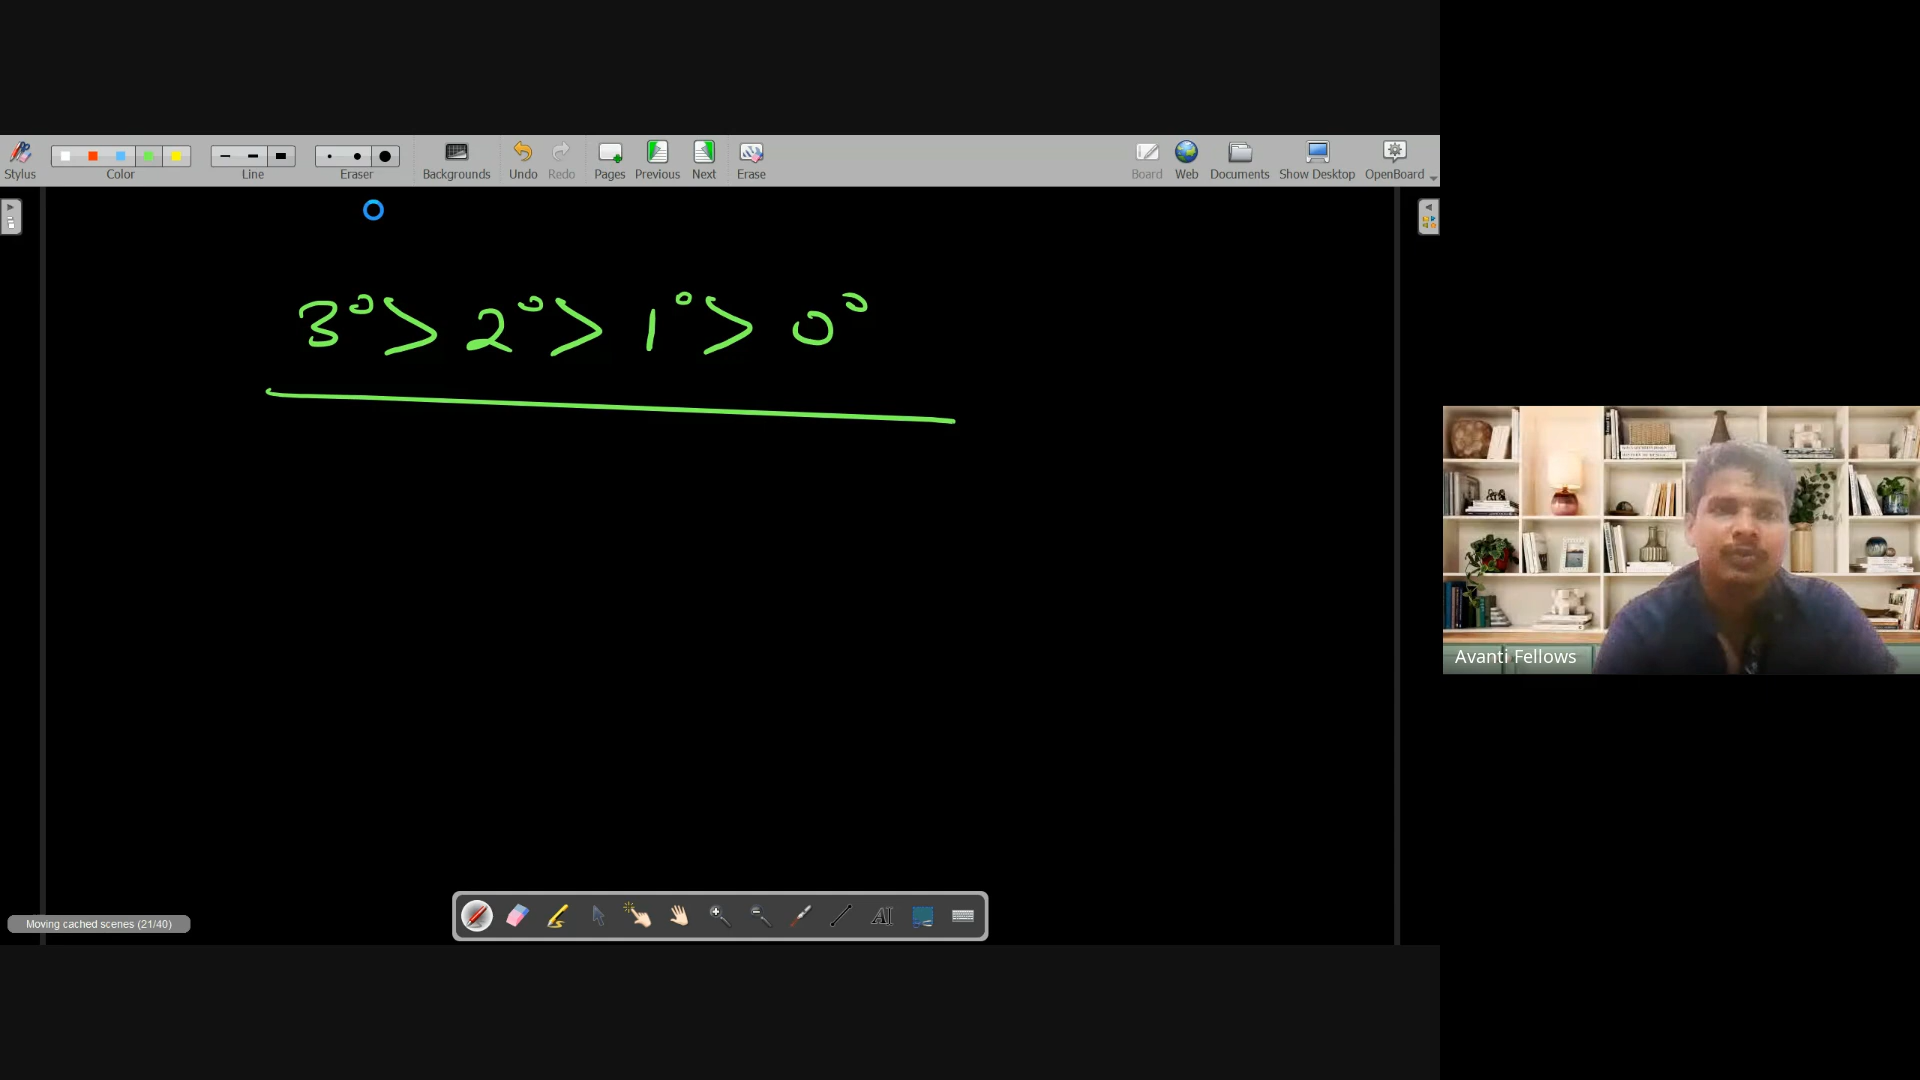 Stylus Color Line Eraser Backgrounds Undo Redo Pages Previous Next Erase Board Web Documents Show Desktop OpenBoard
3° > 2° > 1° > 0°
Avanti Fellows
Moving cached scenes (21/40)
AI